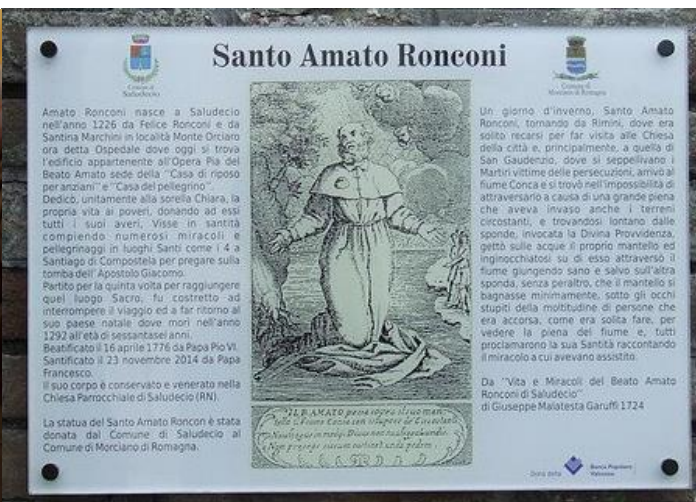 Santo Amato Ronconi
Comune di
Saludecio
Comune di
Morciano di Romagna
Amato Ronconi nasce a Saludecio
nell'anno 1226 da Felice Ronconi e da
Santina Marchini in località Monte Orciaro
ora detta Ospedale dove oggi si trova
l'edificio appartenente all'Opera Pia del
Beato Amato sede della "Casa di riposo
per anziani" e "Casa del pellegrino".
Dedicò, unitamente alla sorella Chiara, la
propria vita ai poveri, donando ad essi
tutti i suoi averi, Visse in santità
compiendo numerosi miracoli e
pellegrinaggi in luoghi Santi come i 4 a
Santiago di Compostela per pregare sulla
tomba dell' Apostolo Giacomo.
Partito per la quinta volta per raggiungere
quel luogo Sacro, fu costretto ad
interrompere il viaggio ed a far ritorno al
suo paese natale dove morì nell'anno
1292 all'età di sessantasei anni.
Beatificato il 16 aprile 1776 da Papa Pio VI.
Santificato il 23 novembre 2014 da Papa
Francesco.
Il suo corpo è conservato e venerato nella
Chiesa Parrocchiale di Saludecio (RN).
La statua del Santo Amato Roncon è stata
donata dal Comune di Saludecio al
Comune di Morciano di Romagna.
Un giorno d'inverno, Santo Amato
Ronconi, tornando da Rimini, dove era
solito recarsi per far visita alle Chiesa
della città e, principalmente, a quella di
San Gaudenzio, dove si seppellivano i
Martiri vittime delle persecuzioni, arrivò al
fiume Conca e si trovò nell'impossibilità di
attraversarlo a causa di una grande piena
che aveva invaso anche i terreni
circostanti, e trovandosi lontano dalle
sponde, invocata la Divina Provvidenza,
gettò sulle acque il proprio mantello ed
inginocchiatosi su di esso attraversò il
fiume giungendo sano e salvo sull'altra
sponda, senza peraltro, che il mantello si
bagnasse minimamente, sotto gli occhi
stupiti della moltitudine di persone che
era accorsa, come era solita fare, per
vedere la piena del fiume e, tutti
proclamarono la sua Santità raccontando
il miracolo a cui avevano assistito.
Da "Vita e Miracoli del Beato Amato
Ronconi di Saludecio"
di Giuseppe Malatesta Garuffi 1724
IL B. AMATO passa sopra il suo man-
tello il Fiume Conca con istupore de' Circostanti
Banca Popolare
Valconca